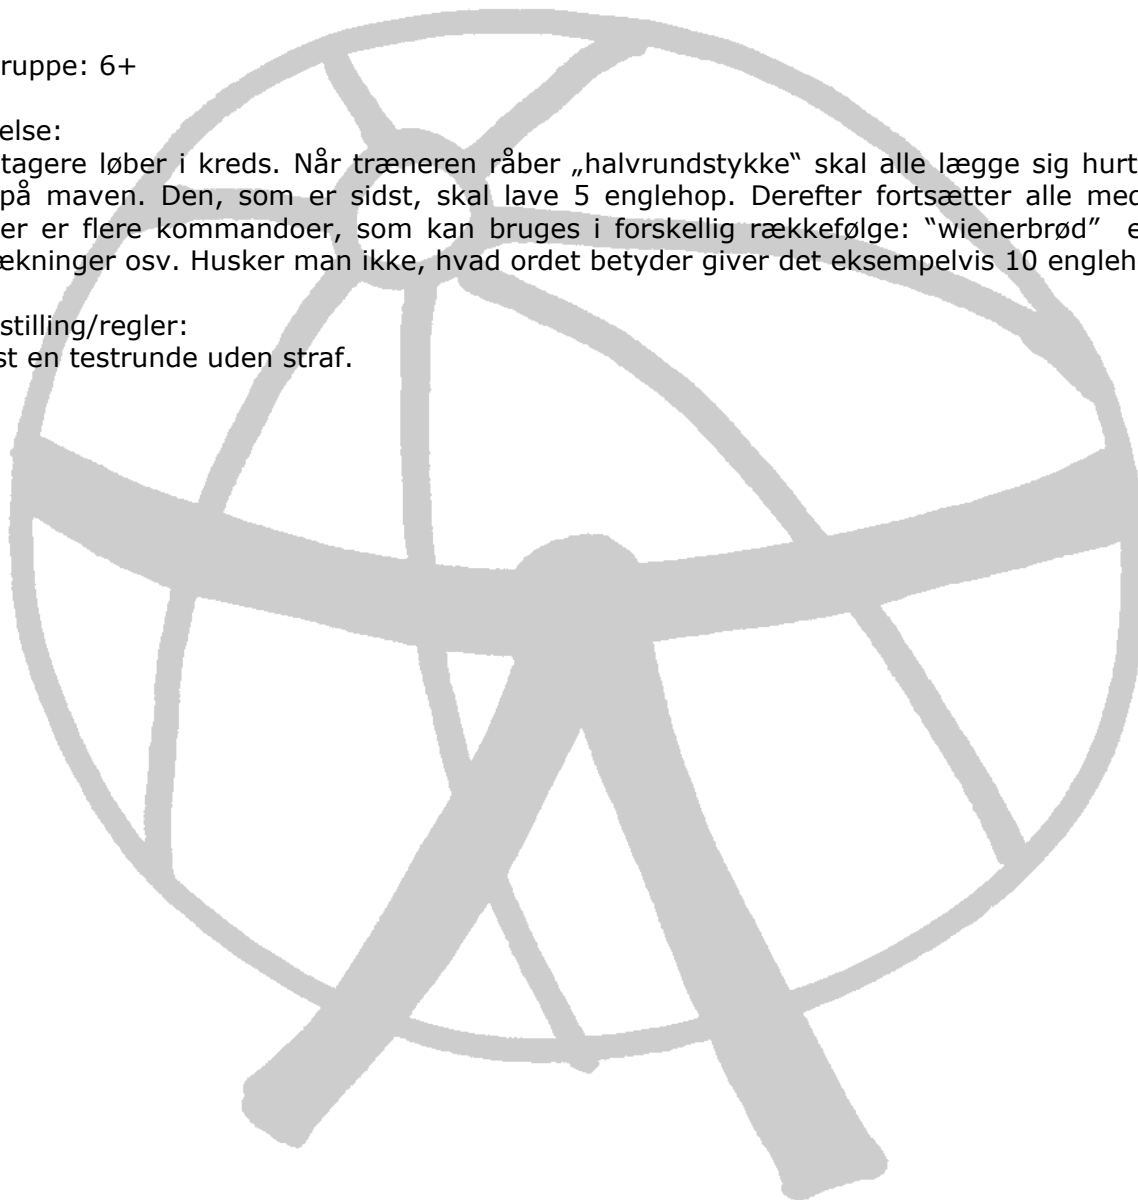 ruppe: 6+
else:
tagere løber i kreds. Når træneren råber „halvrundstykke“ skal alle lægge sig hurt
på maven. Den, som er sidst, skal lave 5 englehop. Derefter fortsætter alle med
er er flere kommandoer, som kan bruges i forskellig rækkefølge: “wienerbrød” e
ækninger osv. Husker man ikke, hvad ordet betyder giver det eksempelvis 10 engleh
stilling/regler:
st en testrunde uden straf.